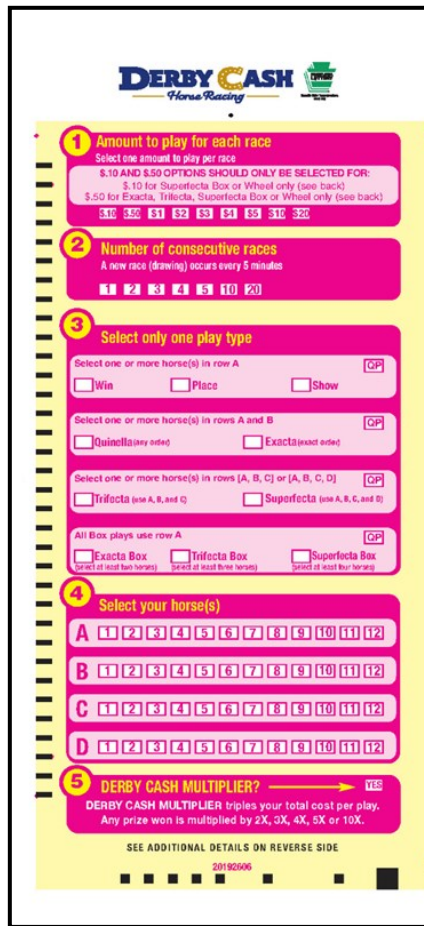 DERBY CASH
Horse Racing
1
Amount to play for each race
Select one amount to play per race
$.10 AND $.50 OPTIONS SHOULD ONLY BE SELECTED FOR:
$.10 for Superfecta Box or Wheel only (see back)
$.50 for Exacta, Trifecta, Superfecta Box or Wheel only (see back)
$.10 $.50 $1 $2 $3 $4 $5 $10 $20
2
Number of consecutive races
A new race (drawing) occurs every 5 minutes
1 2 3 4 5 10 20
3
Select only one play type
Select one or more horse(s) in row A QP
Win Place Show
Select one or more horse(s) in rows A and B QP
Quinella (any order) Exacta (exact order)
Select one or more horse(s) in rows [A, B, C] or [A, B, C, D] QP
Trifecta (use A, B, and C) Superfecta (use A, B, C, and D)
All Box plays use row A QP
Exacta Box Trifecta Box Superfecta Box
(select at least two horses) (select at least three horses) (select at least four horses)
4
Select your horse(s)
A 1 2 3 4 5 6 7 8 9 10 11 12
B 1 2 3 4 5 6 7 8 9 10 11 12
C 1 2 3 4 5 6 7 8 9 10 11 12
D 1 2 3 4 5 6 7 8 9 10 11 12
5
DERBY CASH MULTIPLIER? YES
DERBY CASH MULTIPLIER triples your total cost per play.
Any prize won is multiplied by 2X, 3X, 4X, 5X or 10X.
SEE ADDITIONAL DETAILS ON REVERSE SIDE
20192606